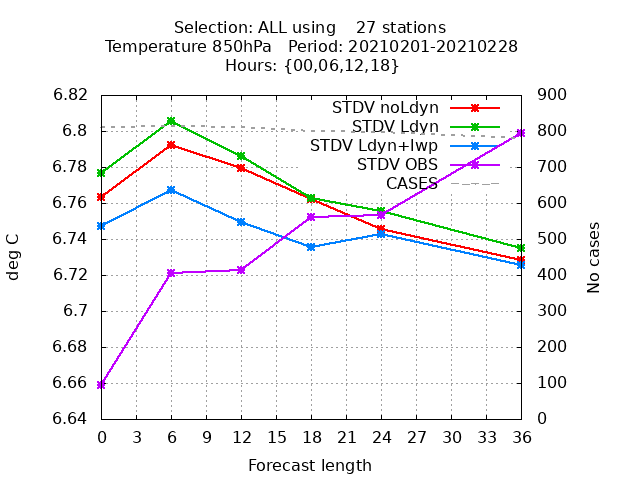 Selection: ALL using 27 stations
Temperature 850hPa Period: 20210201-20210228
Hours: {00,06,12,18}
6.82
6.8
6.78
6.76
6.74
6.72
6.7
6.68
6.66
6.64
deg C
STDV noLdyn
STDV Ldyn
STDV Ldyn+lwp
STDV OBS
CASES
900
800
700
600
500
400
300
200
100
0
No cases
0 3 6 9 12 15 18 21 24 27 30 33 36
Forecast length